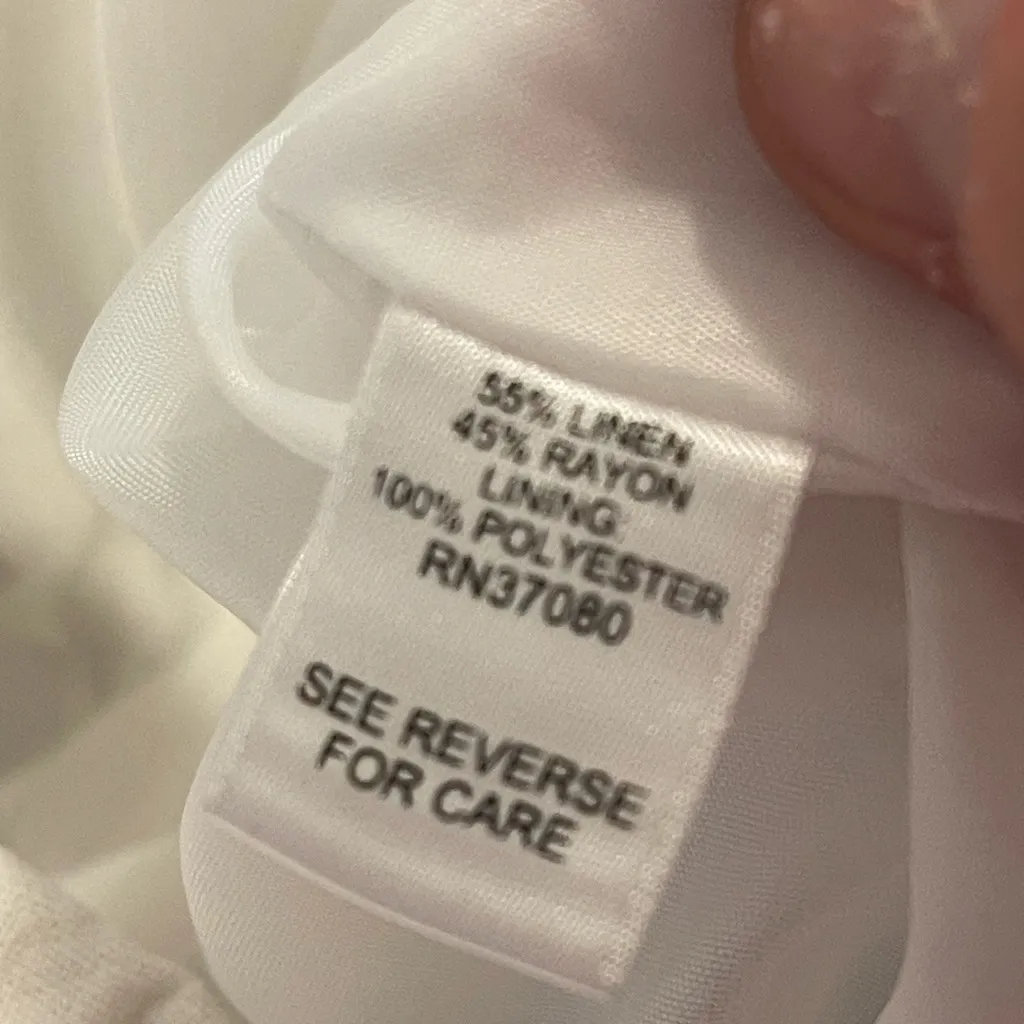 55% LINEN
45% RAYON
LINING:
100% POLYESTER
RN37080
SEE REVERSE
FOR CARE